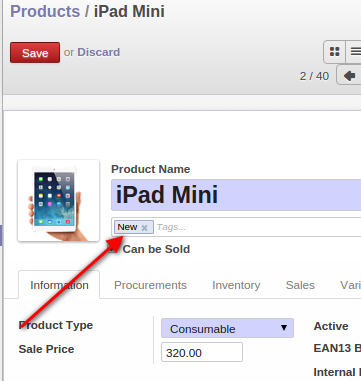 Products / iPad Mini
Save or Discard
2 / 40
Product Name
iPad Mini
New x Tags...
Can be Sold
Information Procurements Inventory Sales Vari
Product Type Consumable Active
Sale Price 320.00 EAN13 B
Internal